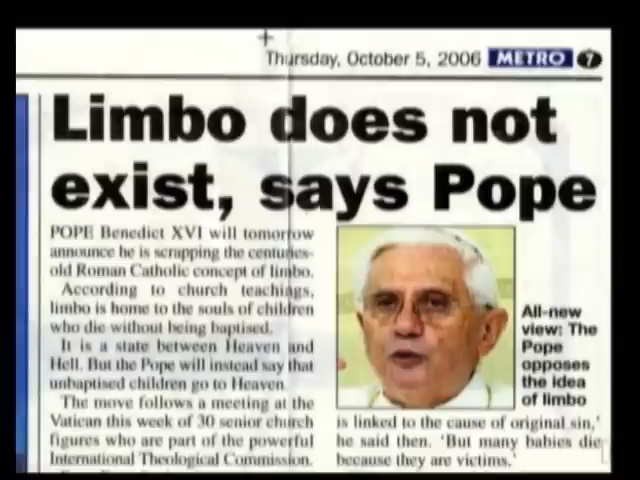 Thursday, October 5, 2006 METRO 7
Limbo does not
exist, says Pope
POPE Benedict XVI will tomorrow
announce he is scrapping the centuries-
old Roman Catholic concept of limbo.
According to church teachings,
limbo is home to the souls of children
who die without being baptised.
It is a state between Heaven and
Hell. But the Pope will instead say that
unbaptised children go to Heaven.
The move follows a meeting at the
Vatican this week of 30 senior church
figures who are part of the powerful
International Theological Commission.
All-new
view: The
Pope
opposes
the idea
of limbo
is linked to the cause of original sin,'
he said then. 'But many babies die
because they are victims.'